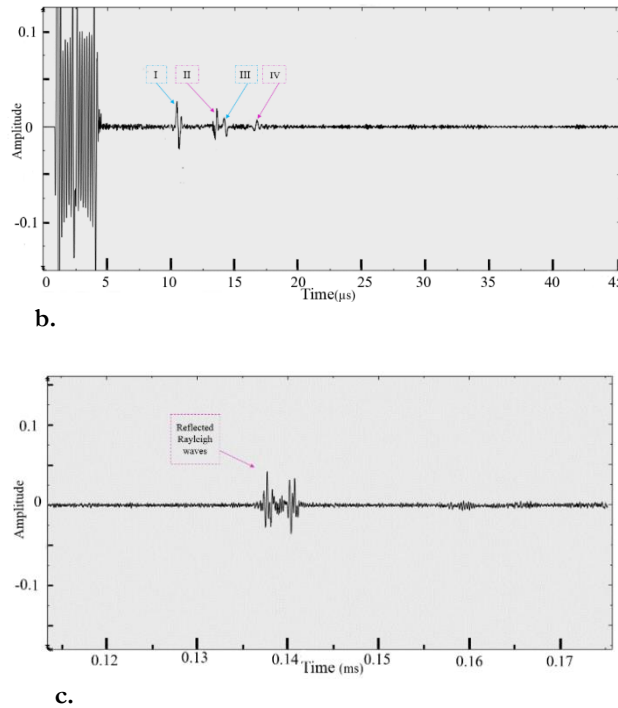 I II III IV
0.1
0
-0.1
Amplitude
0 5 10 15 20 25 30 35 40 45
Time(µs)
b.
Reflected
Rayleigh
waves
0.1
0
-0.1
Amplitude
0.12 0.13 0.14 0.15 0.16 0.17
Time (ms)
c.